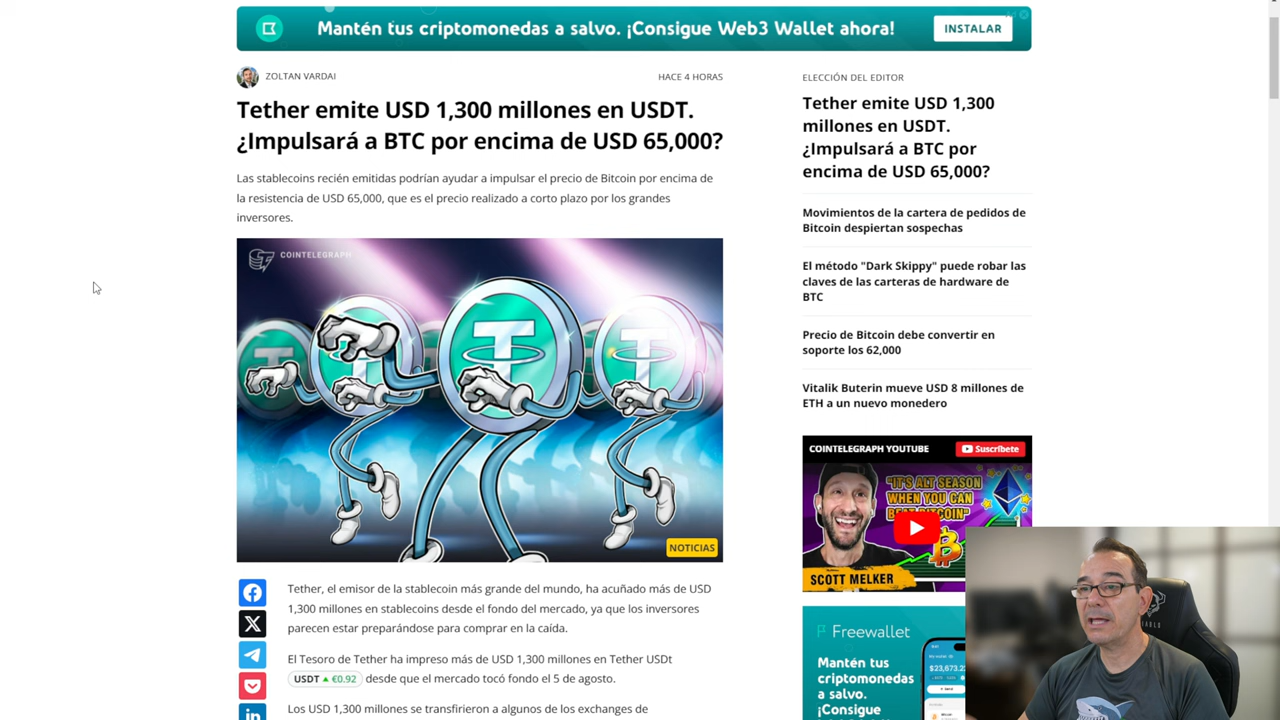 Mantén tus criptomonedas a salvo. ¡Consigue Web3 Wallet ahora!
INSTALAR
ZOLTAN VARDAI
HACE 4 HORAS
Tether emite USD 1,300 millones en USDT.
¿Impulsará a BTC por encima de USD 65,000?
Las stablecoins recién emitidas podrían ayudar a impulsar el precio de Bitcoin por encima de
la resistencia de USD 65,000, que es el precio realizado a corto plazo por los grandes
inversores.
COINTELEGRAPH
NOTICIAS
Tether, el emisor de la stablecoin más grande del mundo, ha acuñado más de USD
1,300 millones en stablecoins desde el fondo del mercado, ya que los inversores
parecen estar preparándose para comprar en la caída.
El Tesoro de Tether ha impreso más de USD 1,300 millones en Tether USDt
USDT ▲ €0.92 desde que el mercado tocó fondo el 5 de agosto.
Los USD 1,300 millones se transfirieron a algunos de los exchanges de
ELECCIÓN DEL EDITOR
Tether emite USD 1,300
millones en USDT.
¿Impulsará a BTC por
encima de USD 65,000?
Movimientos de la cartera de pedidos de
Bitcoin despiertan sospechas
El método "Dark Skippy" puede robar las
claves de las carteras de hardware de
BTC
Precio de Bitcoin debe convertir en
soporte los 62,000
Vitalik Buterin mueve USD 8 millones de
ETH a un nuevo monedero
COINTELEGRAPH YOUTUBE
Suscríbete
"IT'S ALT SEASON
WHEN YOU CAN
BEAT BITCOIN"
SCOTT MELKER
Freewallet
Mantén tus
criptomonedas
a salvo.
¡Consigue
$23,673.22